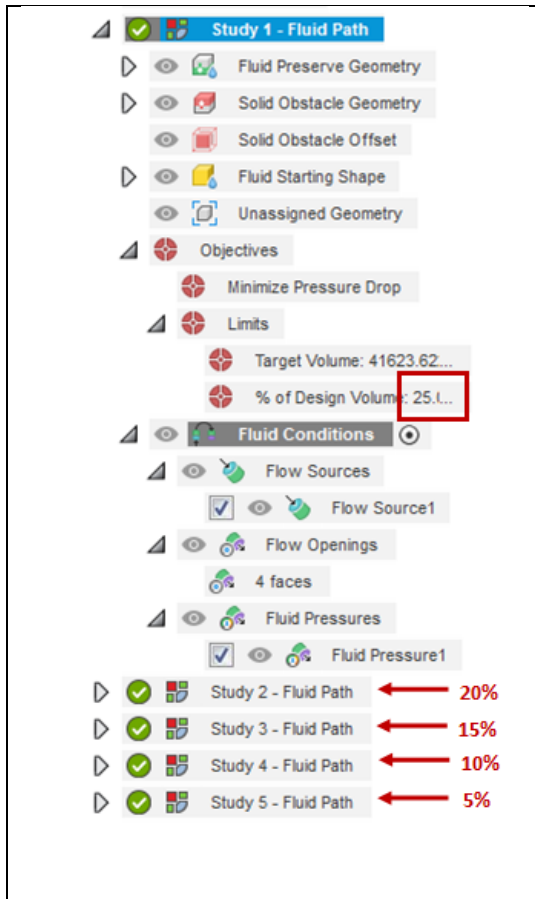 Study 1 - Fluid Path
Fluid Preserve Geometry
Solid Obstacle Geometry
Solid Obstacle Offset
Fluid Starting Shape
Unassigned Geometry
Objectives
Minimize Pressure Drop
Limits
Target Volume: 41623.62...
% of Design Volume: 25.(...
Fluid Conditions
Flow Sources
Flow Source1
Flow Openings
4 faces
Fluid Pressures
Fluid Pressure1
Study 2 - Fluid Path 20%
Study 3 - Fluid Path 15%
Study 4 - Fluid Path 10%
Study 5 - Fluid Path 5%